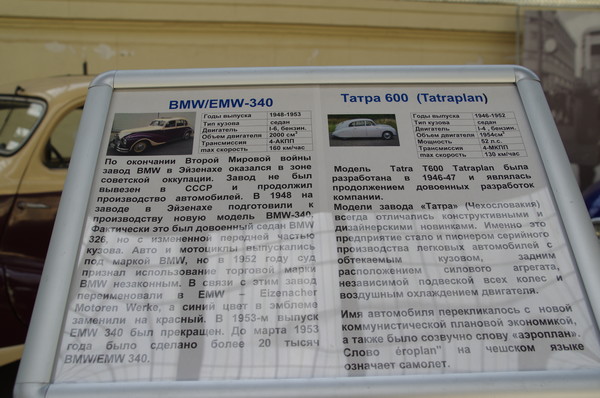 BMW/EMW-340
Годы выпуска 1948-1953
Тип кузова седан
Двигатель I-6, бензин.
Объем двигателя 2000 см³
Трансмиссия 4-АКПП
max скорость 160 км/час
По окончании Второй Мировой войны
завод BMW в Эйзенахе оказался в зоне
советской оккупации. Завод не был
вывезен в СССР и продолжил
производство автомобилей. В 1948 на
заводе в Эйзенахе подготовили к
производству новую модель BMW-340.
Фактически это был довоенный седан BMW
326, но с измененной передней частью
кузова. Авто и мотоциклы выпускались
под маркой BMW, но в 1952 году суд
признал использование торговой марки
BMW незаконным. В связи с этим завод
переименовали в EMW – Eizenacher
Motoren Werke, а синий цвет в эмблеме
заменили на красный. В 1953-м выпуск
EMW 340 был прекращен. До марта 1953
года было сделано более 20 тысяч
BMW/EMW 340.
Татра 600 (Tatraplan)
Годы выпуска 1946-1952
Тип кузова седан
Двигатель I-4, бензин.
Объем двигателя 1954см³
Мощность 52 л.с.
Трансмиссия 4-МКПП
max скорость 130 км/час
Модель Tatra T600 Tatraplan была
разработана в 1946-47 и являлась
продолжением довоенных разработок
компании.
Модели завода «Татра» (Чехословакия)
всегда отличались конструктивными и
дизайнерскими новинками. Именно это
предприятие стало и пионером серийного
производства легковых автомобилей с
обтекаемым кузовом, задним
расположением силового агрегата,
независимой подвеской всех колес и
воздушным охлаждением двигателя.
Имя автомобиля перекликалось с новой
коммунистической плановой экономикой,
а также было созвучно слову «аэроплан».
Слово éroplan" на чешском языке
означает самолет.